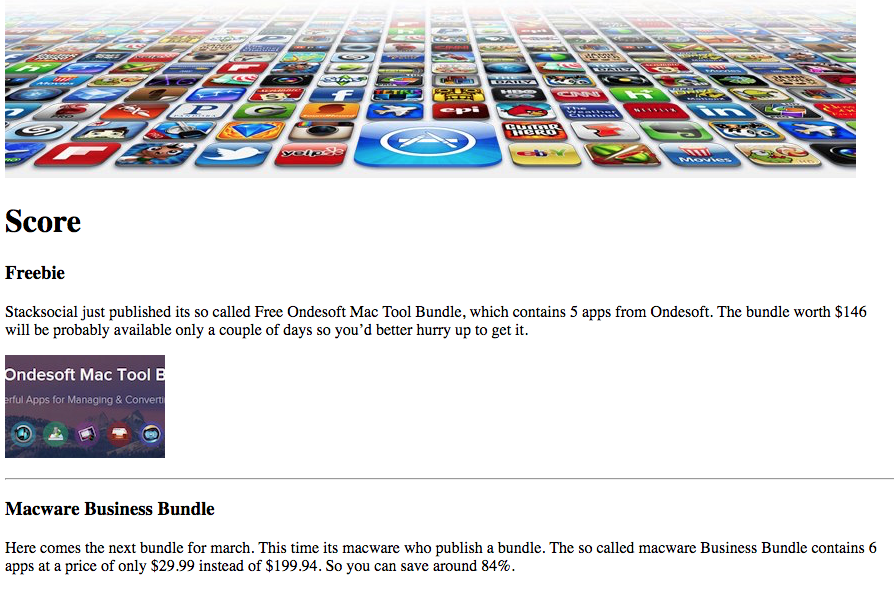 HBO
CNN
The Weather Channel
NETFLIX
epi
GUITAR HERO
PANDORA
yelp
ebY
Movies
Score
Freebie
Stacksocial just published its so called Free Ondesoft Mac Tool Bundle, which contains 5 apps from Ondesoft. The bundle worth $146
will be probably available only a couple of days so you’d better hurry up to get it.
Ondesoft Mac Tool B
erful Apps for Managing & Converti
Macware Business Bundle
Here comes the next bundle for march. This time its macware who publish a bundle. The so called macware Business Bundle contains 6
apps at a price of only $29.99 instead of $199.94. So you can save around 84%.